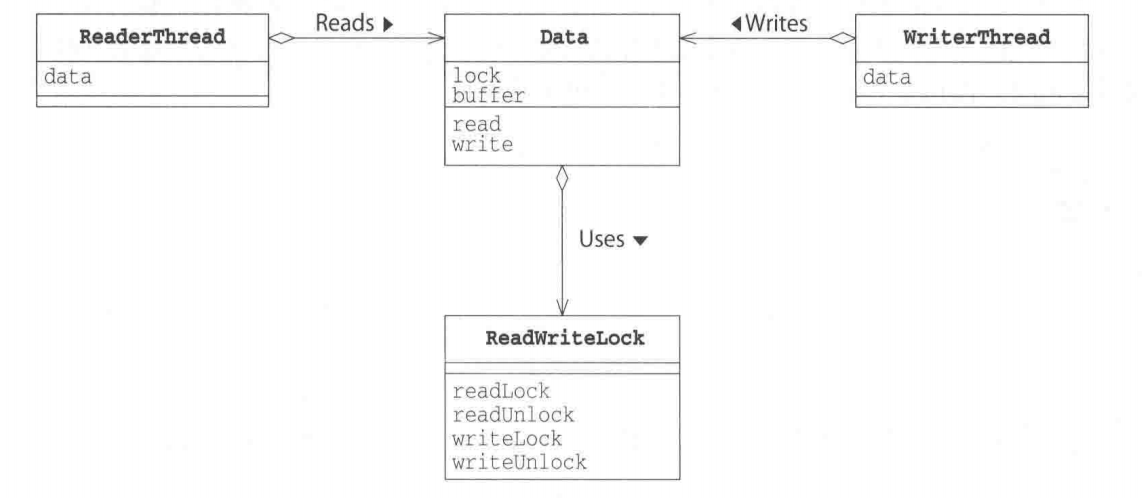 ReaderThread
data
Reads ▶
Data
lock
buffer
read
write
◀Writes
WriterThread
data
Uses ▼
ReadWriteLock
readLock
readUnlock
writeLock
writeUnlock